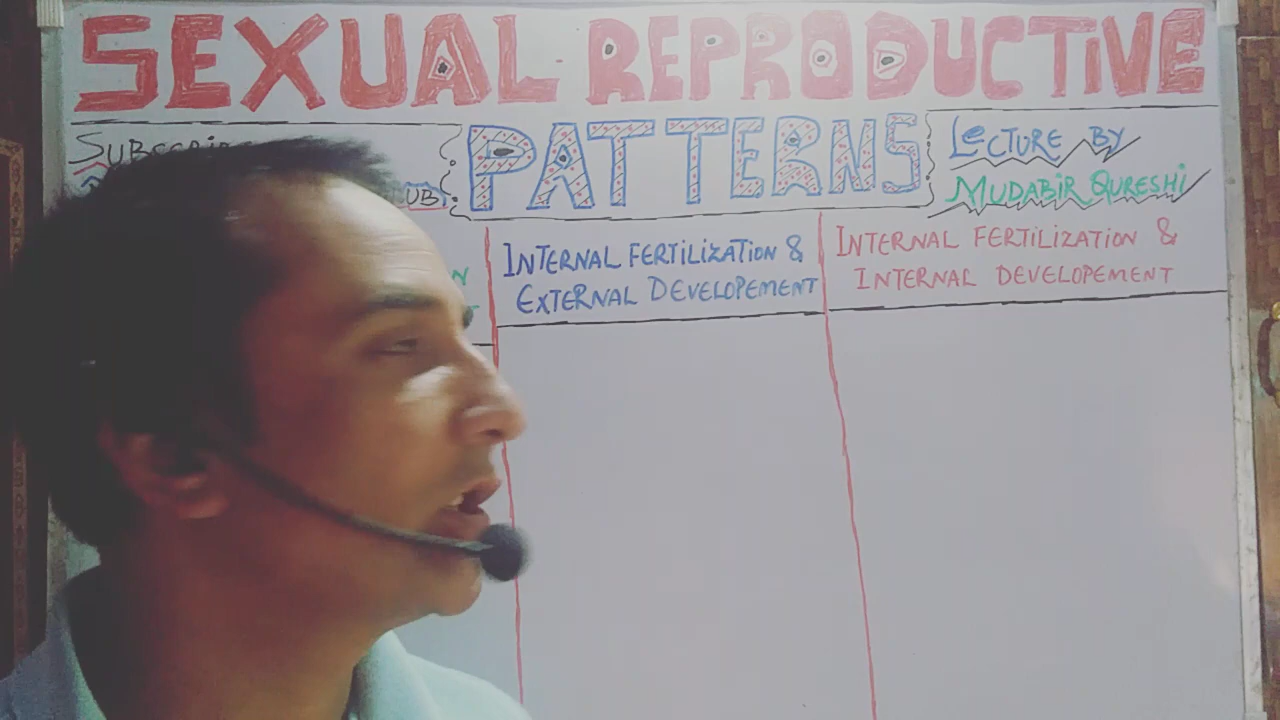 SEXUAL REPRODUCTIVE
PATTERNS
LECTURE BY
MUDABIR QURESHI
INTERNAL FERTILIZATION &
EXTERNAL DEVELOPEMENT
INTERNAL FERTILIZATION &
INTERNAL DEVELOPEMENT